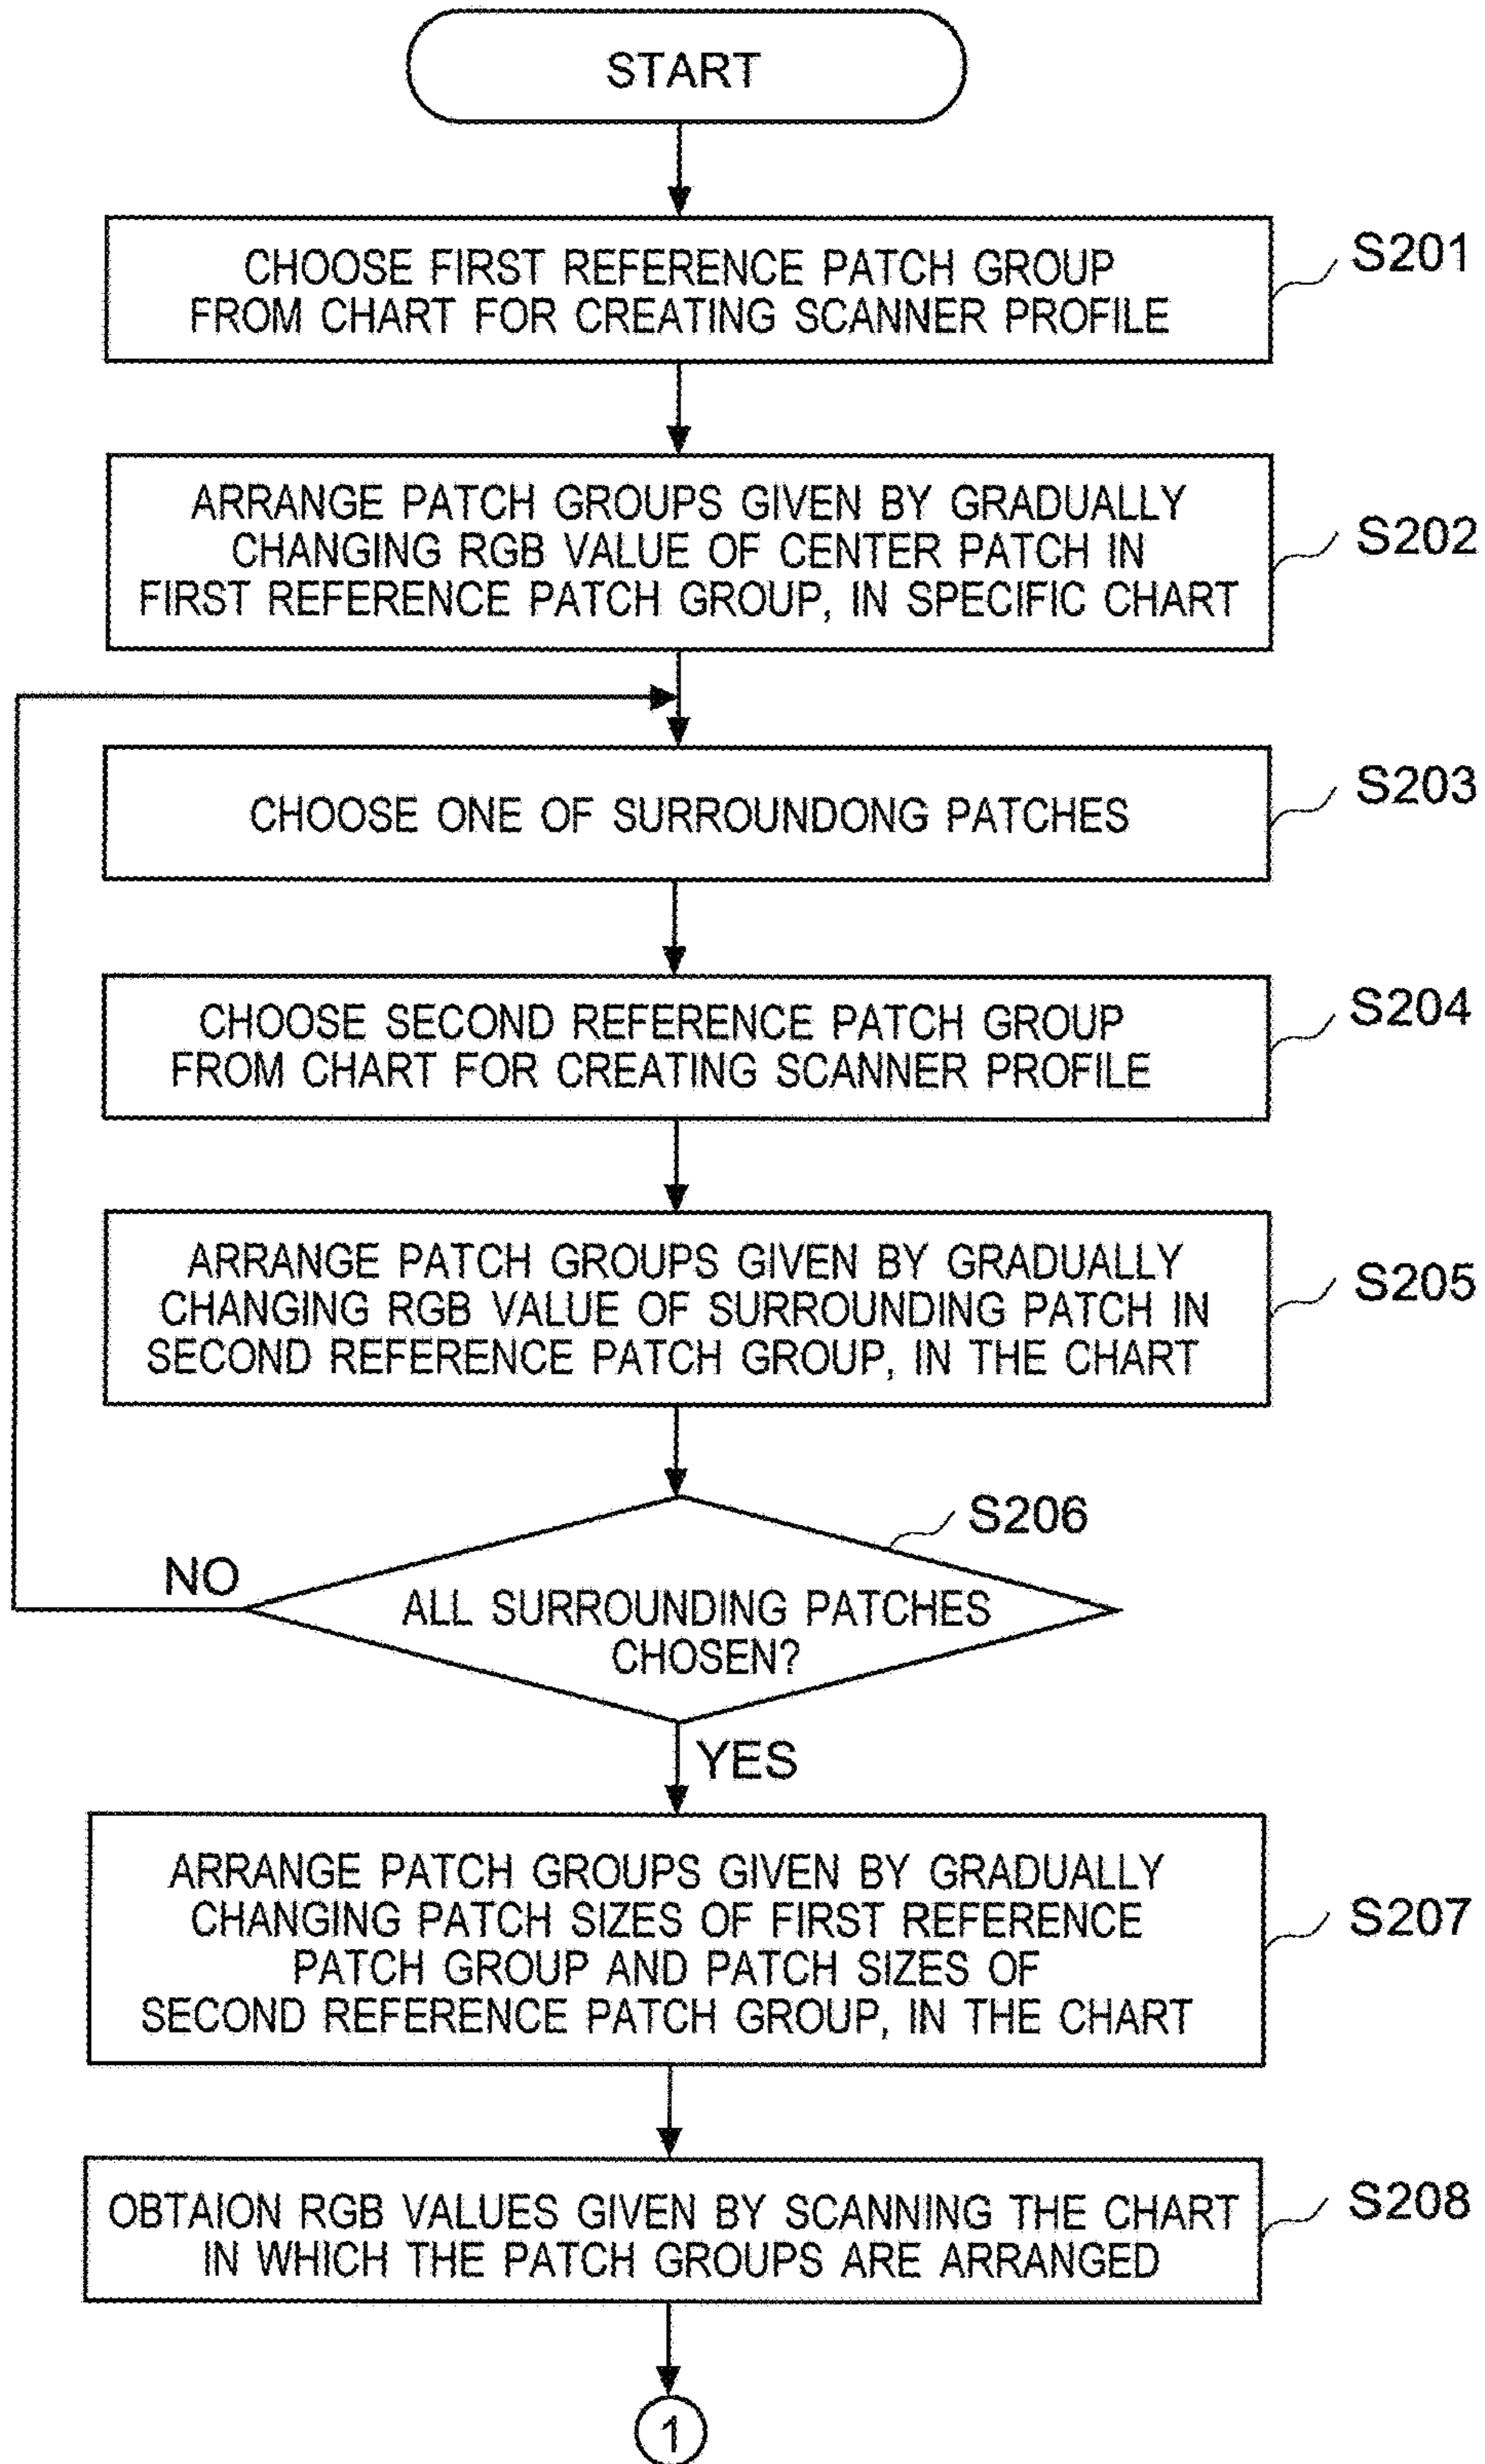 START
CHOOSE FIRST REFERENCE PATCH GROUP
FROM CHART FOR CREATING SCANNER PROFILE
S201
ARRANGE PATCH GROUPS GIVEN BY GRADUALLY
CHANGING RGB VALUE OF CENTER PATCH IN
FIRST REFERENCE PATCH GROUP, IN SPECIFIC CHART
S202
CHOOSE ONE OF SURROUNDONG PATCHES
S203
CHOOSE SECOND REFERENCE PATCH GROUP
FROM CHART FOR CREATING SCANNER PROFILE
S204
ARRANGE PATCH GROUPS GIVEN BY GRADUALLY
CHANGING RGB VALUE OF SURROUNDING PATCH IN
SECOND REFERENCE PATCH GROUP, IN THE CHART
S205
S206
NO
ALL SURROUNDING PATCHES
CHOSEN?
YES
ARRANGE PATCH GROUPS GIVEN BY GRADUALLY
CHANGING PATCH SIZES OF FIRST REFERENCE
PATCH GROUP AND PATCH SIZES OF
SECOND REFERENCE PATCH GROUP, IN THE CHART
S207
OBTAION RGB VALUES GIVEN BY SCANNING THE CHART
IN WHICH THE PATCH GROUPS ARE ARRANGED
S208
1